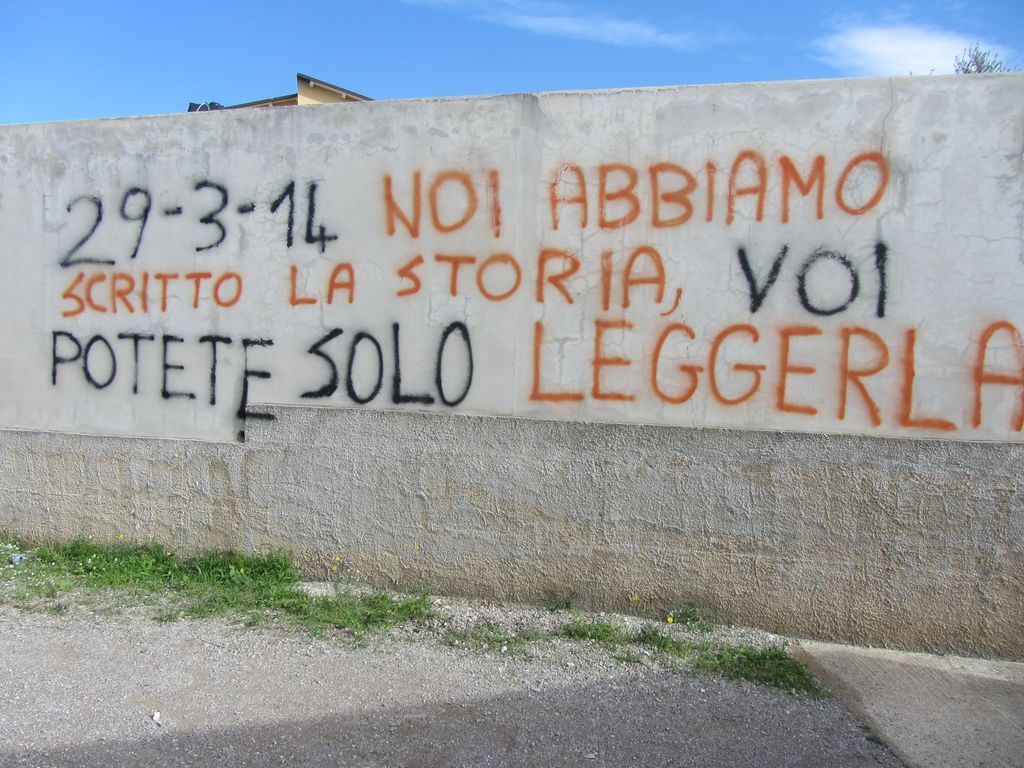 29-3-14 NOI ABBIAMO
SCRITTO LA STORIA, VOI
POTETE SOLO LEGGERLA